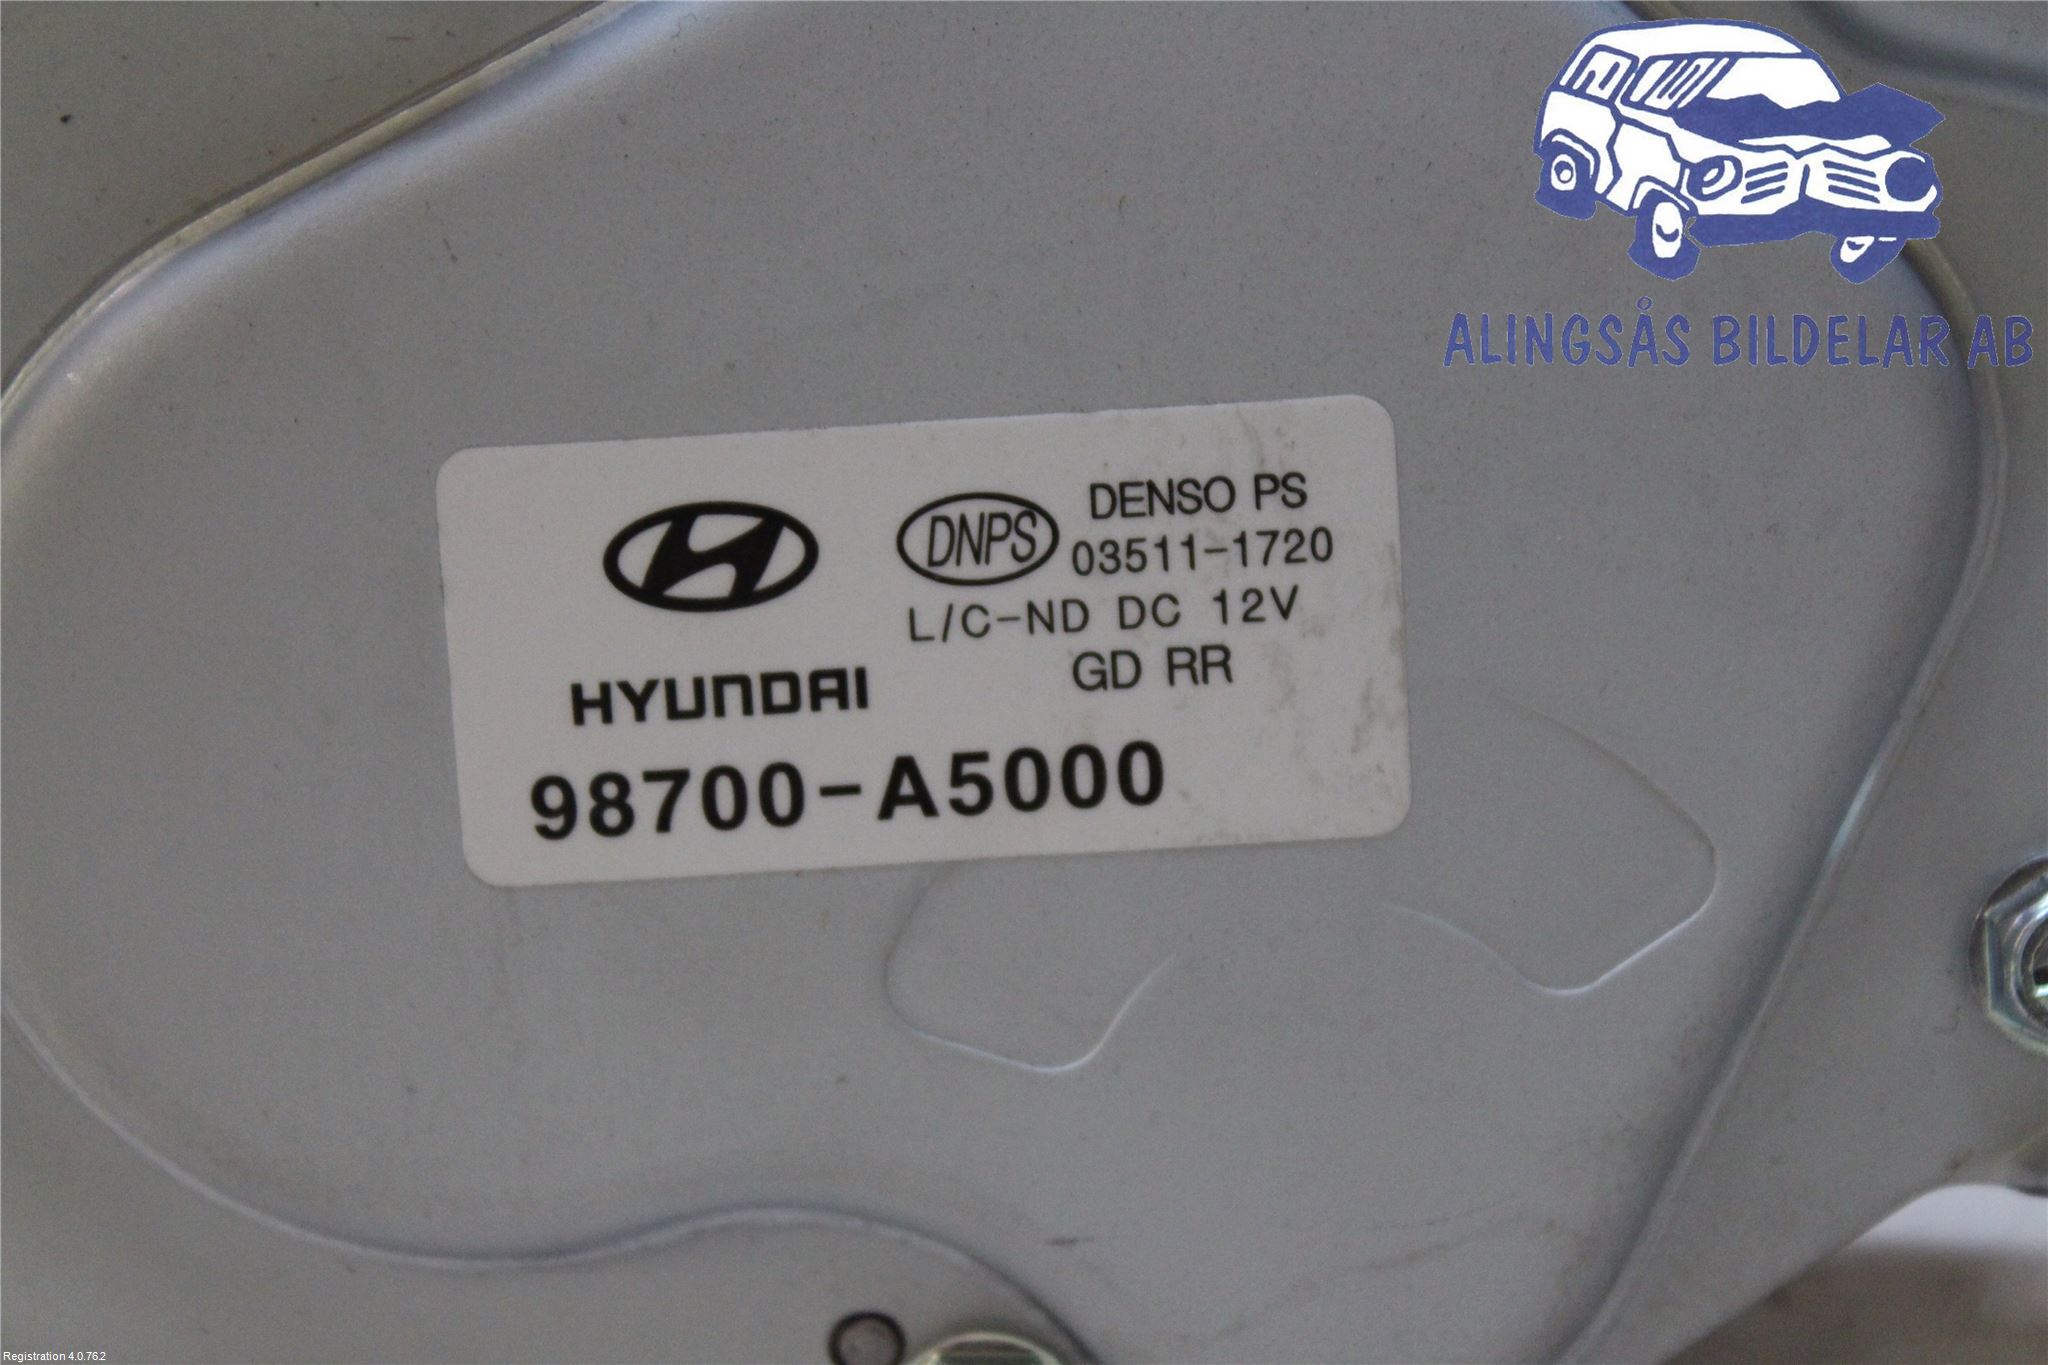 ALINGSÅS BILDELAR AB
DNPS
DENSO PS
03511-1720
L/C-ND DC 12V
GD RR
HYUNDAI
98700-A5000
Registration 4.0.762